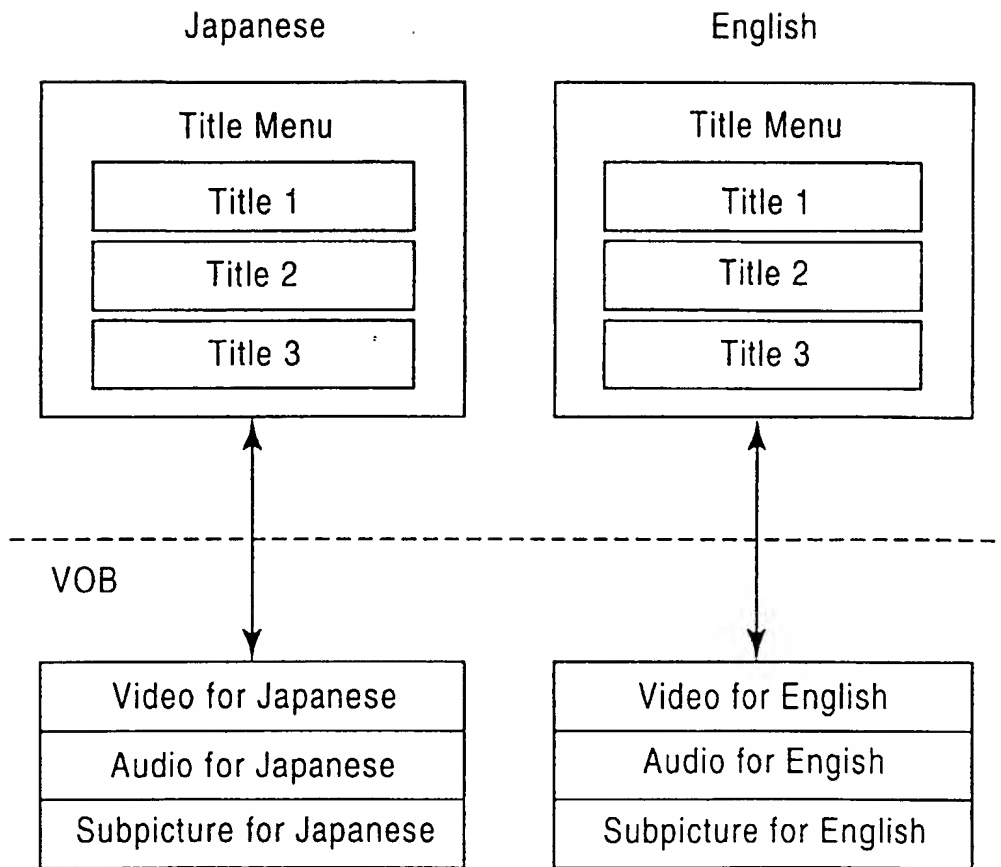 Japanese
English
Title Menu
Title 1
Title 2
Title 3
Title Menu
Title 1
Title 2
Title 3
VOB
Video for Japanese
Audio for Japanese
Subpicture for Japanese
Video for English
Audio for Engish
Subpicture for English